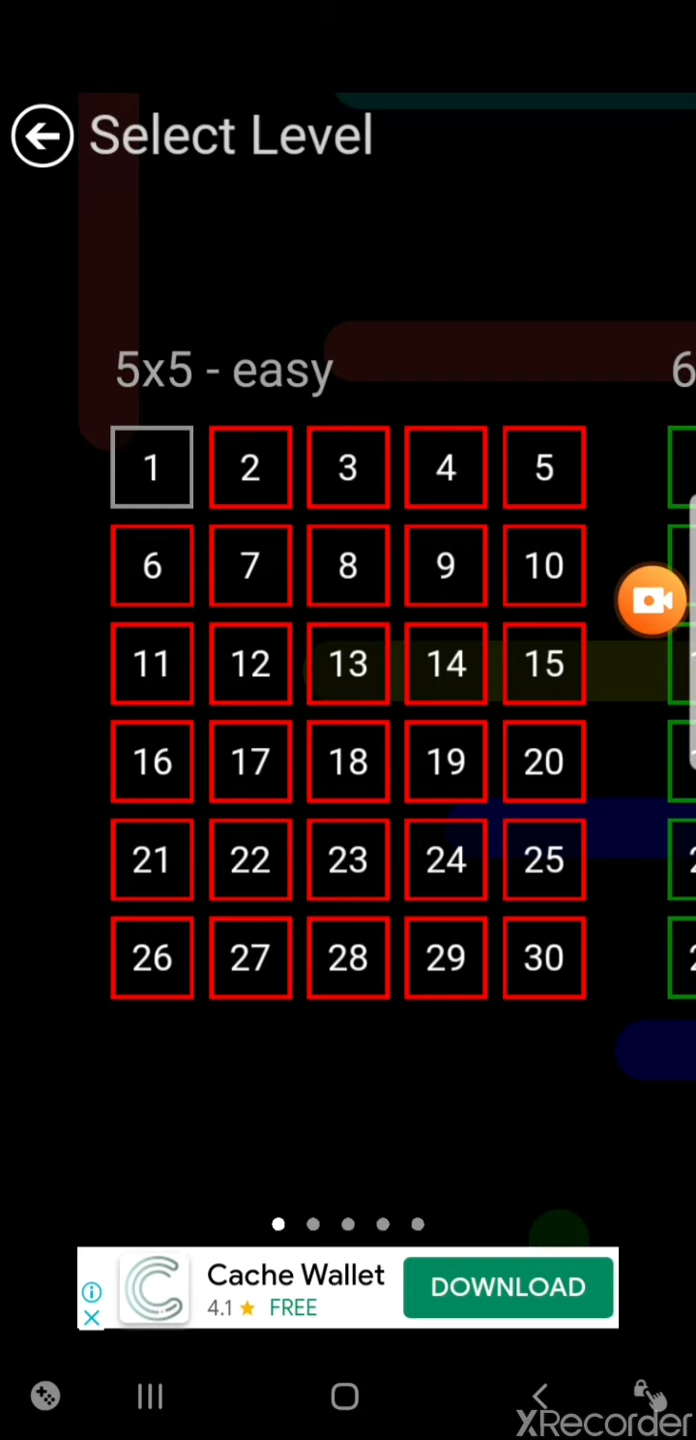 Select Level
5x5 - easy
6
1 2 3 4 5
6 7 8 9 10
11 12 13 14 15
16 17 18 19 20
21 22 23 24 25
26 27 28 29 30
Cache Wallet
4.1 ★ FREE
DOWNLOAD
XRecorder